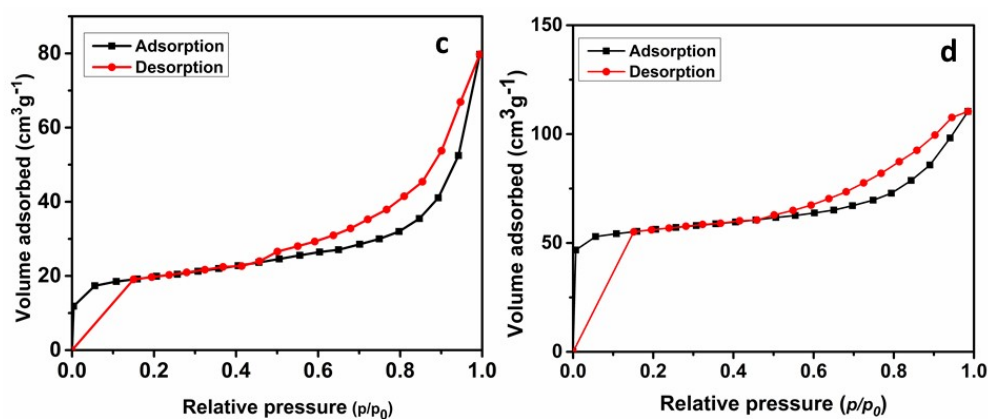 c
Adsorption
Desorption
Volume adsorbed (cm³g⁻¹)
80
60
40
20
0
0.0 0.2 0.4 0.6 0.8 1.0
Relative pressure (p/p₀)
d
Adsorption
Desorption
Volume adsorbed (cm³g-1)
150
100
50
0
0.0 0.2 0.4 0.6 0.8 1.0
Relative pressure (p/p₀)